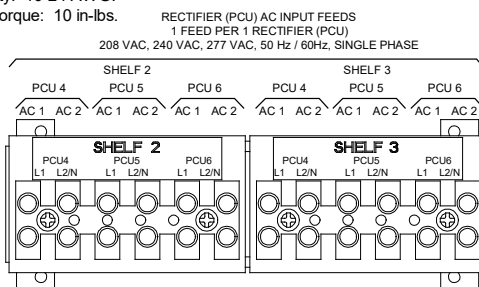 orque: 10 in-lbs.
RECTIFIER (PCU) AC INPUT FEEDS
1 FEED PER 1 RECTIFIER (PCU)
208 VAC, 240 VAC, 277 VAC, 50 Hz / 60Hz, SINGLE PHASE
SHELF 2 SHELF 3
PCU 4 PCU 5 PCU 6 PCU 4 PCU 5 PCU 6
AC 1 AC 2 AC 1 AC 2 AC 1 AC 2 AC 1 AC 2 AC 1 AC 2 AC 1 AC 2
SHELF 2 SHELF 3
PCU4 PCU5 PCU6 PCU4 PCU5 PCU6
L1 L2/N L1 L2/N L1 L2/N L1 L2/N L1 L2/N L1 L2/N